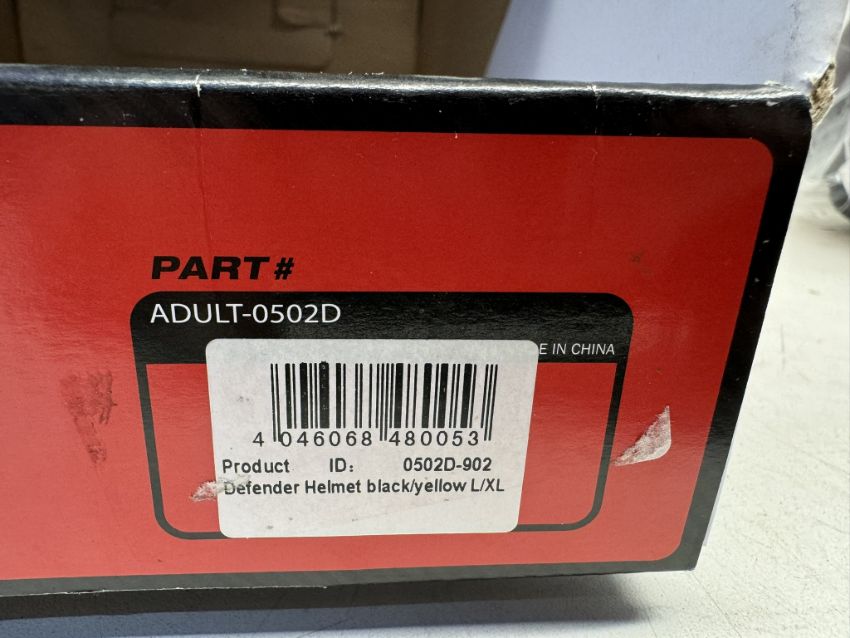 PART#
ADULT-0502D
E IN CHINA
4 046068 480053
Product ID: 0502D-902
Defender Helmet black/yellow L/XL